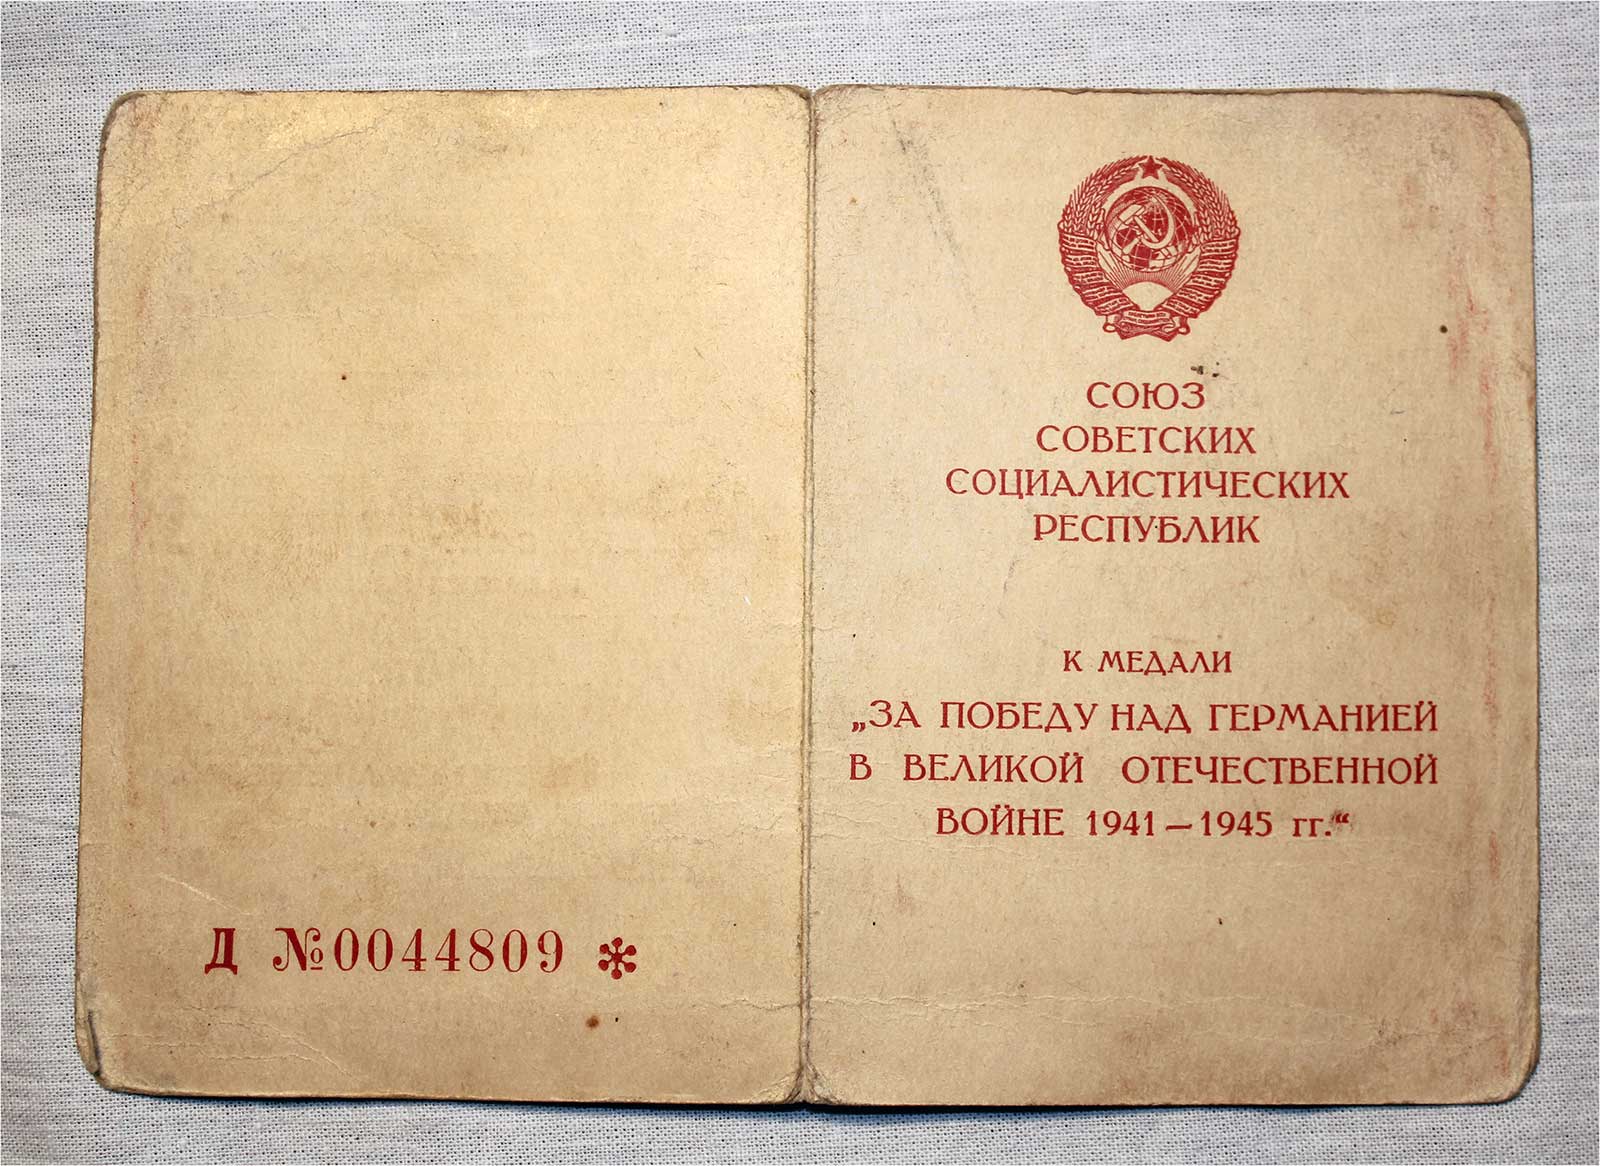 Д №0044809 *
СОЮЗ
СОВЕТСКИХ
СОЦИАЛИСТИЧЕСКИХ
РЕСПУБЛИК
К МЕДАЛИ
„ЗА ПОБЕДУ НАД ГЕРМАНИЕЙ
В ВЕЛИКОЙ ОТЕЧЕСТВЕННОЙ
ВОЙНЕ 1941—1945 гг.“